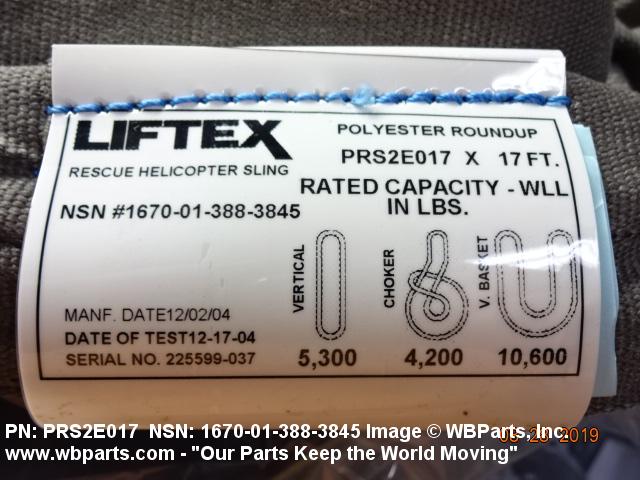 LIFTEX
RESCUE HELICOPTER SLING
NSN #1670-01-388-3845
POLYESTER ROUNDUP
PRS2E017 X 17 FT.
RATED CAPACITY - WLL
IN LBS.
VERTICAL
CHOKER
V. BASKET
5,300
4,200
10,600
MANF. DATE12/02/04
DATE OF TEST12-17-04
SERIAL NO. 225599-037
PN: PRS2E017 NSN: 1670-01-388-3845 Image © WBParts, Inc.
www.wbparts.com - "Our Parts Keep the World Moving"
2019